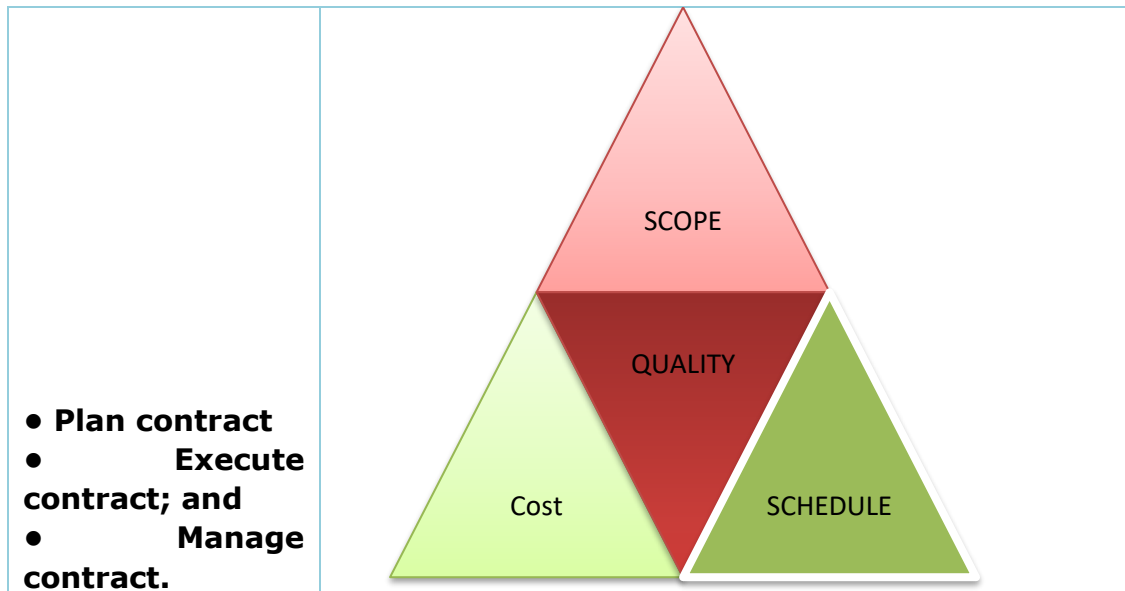 ● Plan contract
● Execute
contract; and
● Manage
contract.
SCOPE
QUALITY
Cost
SCHEDULE